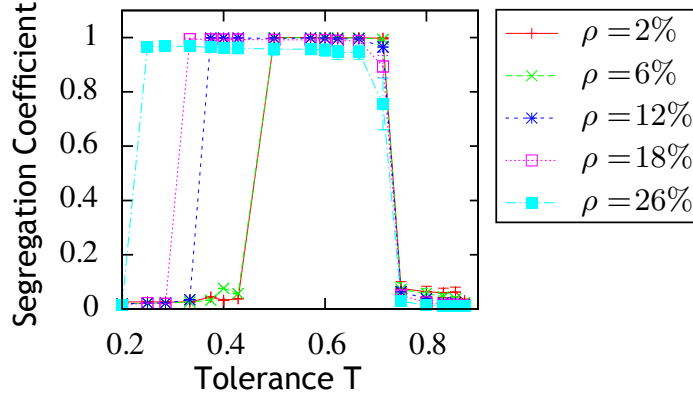 Segregation Coefficient
1
0.8
0.6
0.4
0.2
0
0.2 0.4 0.6 0.8
Tolerance T
ρ = 2%
ρ = 6%
ρ = 12%
ρ = 18%
ρ = 26%